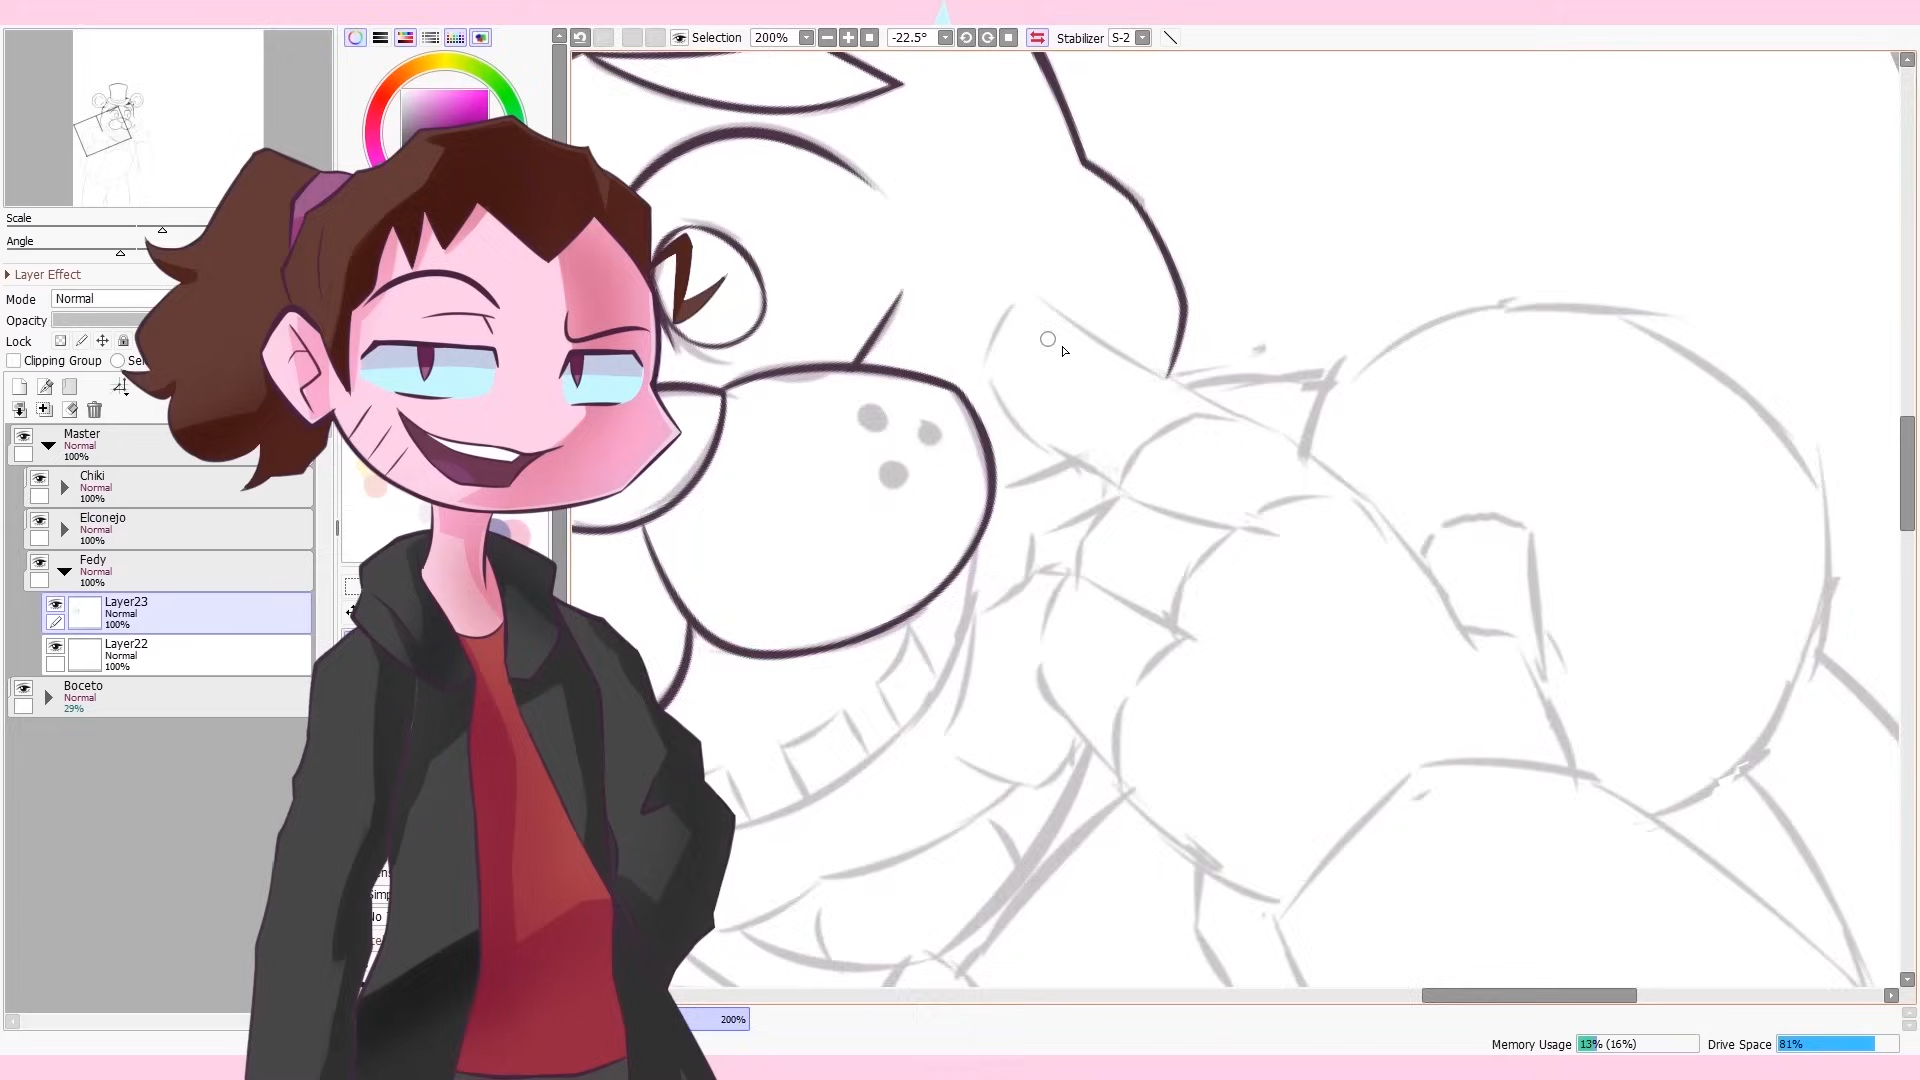 Selection
200%
-22.5°
Stabilizer
S-2
Scale
Angle
Layer Effect
Mode
Normal
Opacity
Lock
Clipping Group
Master
Normal
100%
Chiki
Normal
100%
Elconejo
Normal
100%
Fedy
Normal
100%
Layer23
Normal
100%
Layer22
Normal
100%
Boceto
Normal
29%
200%
Memory Usage
13% (16%)
Drive Space
81%